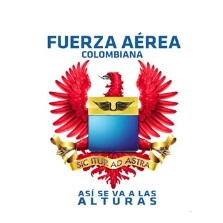 FUERZA AÉREA
COLOMBIANA
SIC ITUR AD ASTRA
ASÍ SE VA A LAS
ALTURAS